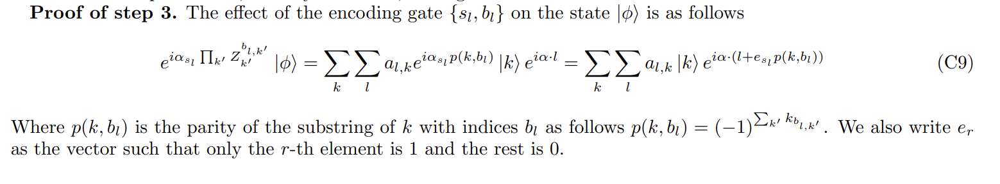 Proof of step 3. The effect of the encoding gate {s_l, b_l} on the state |ϕ⟩ is as follows
e^{iα_{s_l} ∏_{k'} Z_{k'}^{b_{l,k'}}} |ϕ⟩ = ∑_k ∑_l a_{l,k} e^{iα_{s_l} p(k,b_l)} |k⟩ e^{iα·l} = ∑_k ∑_l a_{l,k} |k⟩ e^{iα·(l+e_{s_l} p(k,b_l))} (C9)
Where p(k, b_l) is the parity of the substring of k with indices b_l as follows p(k, b_l) = (−1)^{∑_{k'} k_{b_{l,k'}}}. We also write e_r
as the vector such that only the r-th element is 1 and the rest is 0.